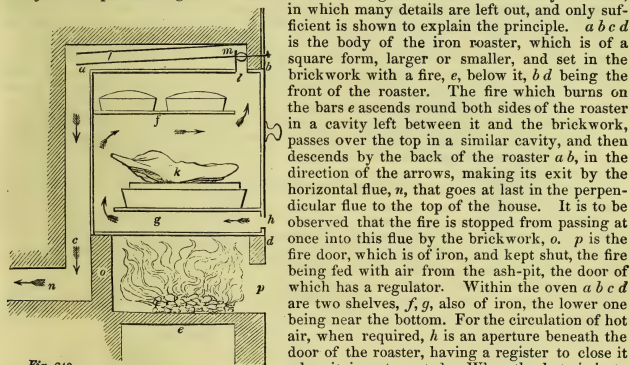 in which many details are left out, and only suf-
ficient is shown to explain the principle. a b c d
is the body of the iron roaster, which is of a
square form, larger or smaller, and set in the
brickwork with a fire, e, below it, b d being the
front of the roaster. The fire which burns on
the bars e ascends round both sides of the roaster
in a cavity left between it and the brickwork,
passes over the top in a similar cavity, and then
descends by the back of the roaster a b, in the
direction of the arrows, making its exit by the
horizontal flue, n, that goes at last in the perpen-
dicular flue to the top of the house. It is to be
observed that the fire is stopped from passing at
once into this flue by the brickwork, o. p is the
fire door, which is of iron, and kept shut, the fire
being fed with air from the ash-pit, the door of
which has a regulator. Within the oven a b c d
are two shelves, f, g, also of iron, the lower one
being near the bottom. For the circulation of hot
air, when required, h is an aperture beneath the
door of the roaster, having a register to close it
l
m
a
b
l
f
k
g
h
c
d
o
n
p
e
Fig.